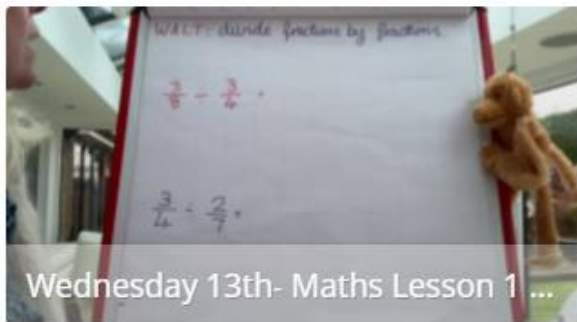 WALT: divide fractions by fractions.
3/8 ÷ 3/4 =
3/4 ÷ 2/7 =
Wednesday 13th- Maths Lesson 1 ...